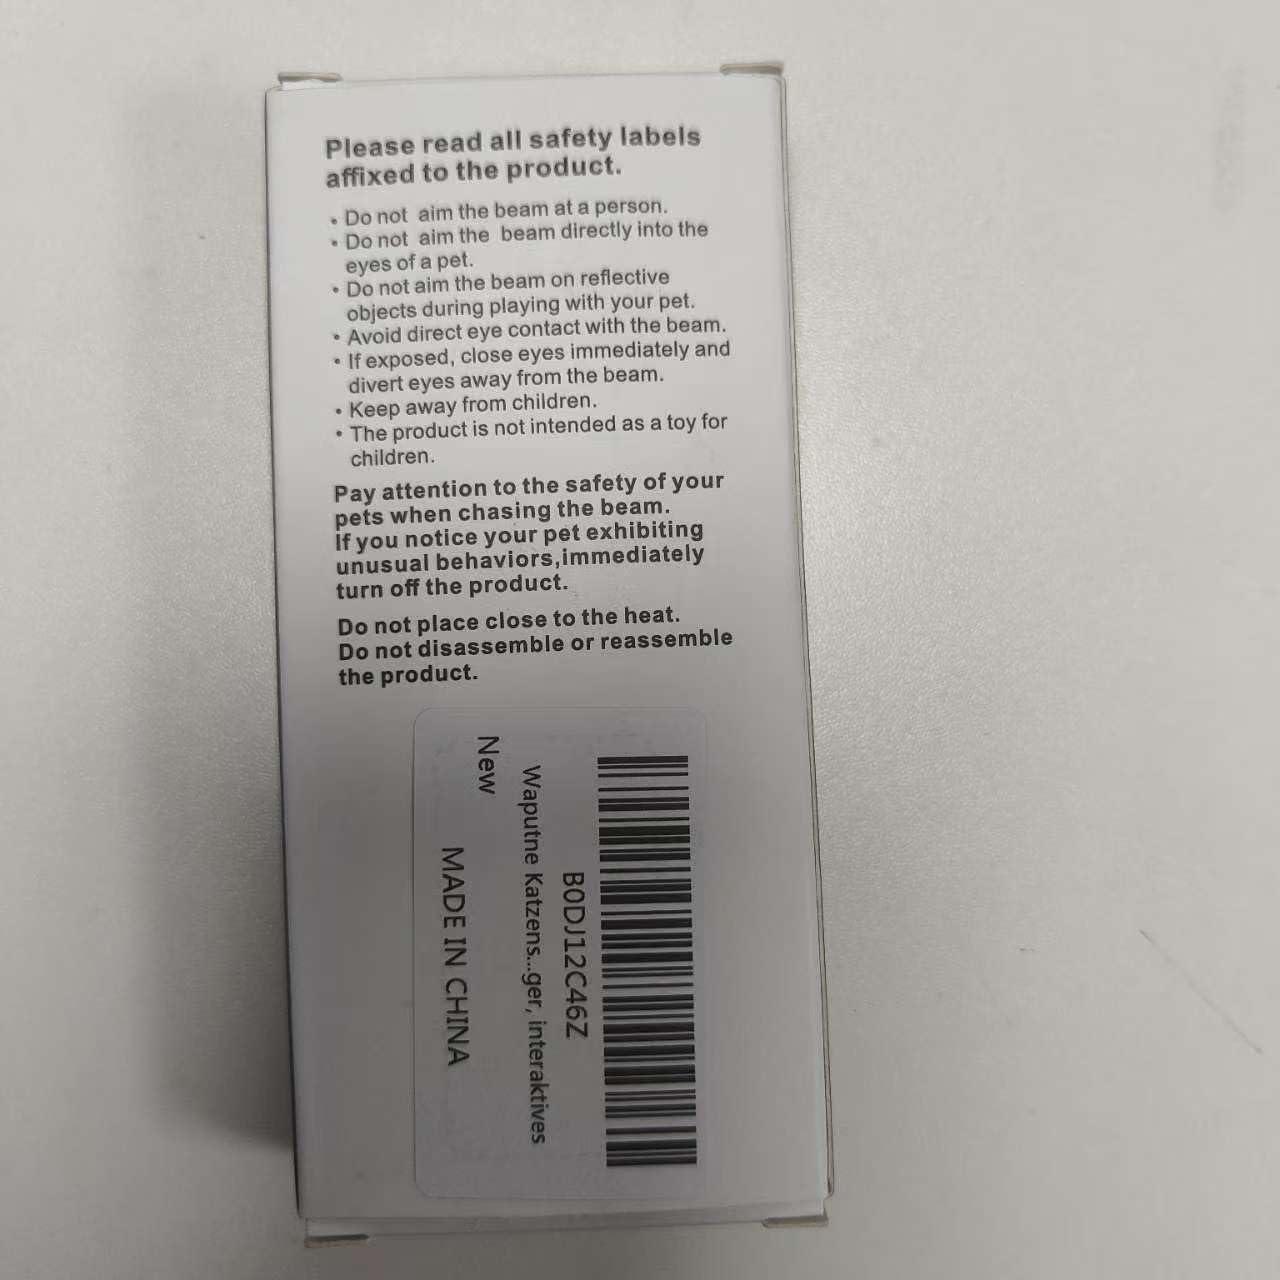 Please read all safety labels
affixed to the product.
• Do not aim the beam at a person.
• Do not aim the beam directly into the
eyes of a pet.
• Do not aim the beam on reflective
objects during playing with your pet.
• Avoid direct eye contact with the beam.
• If exposed, close eyes immediately and
divert eyes away from the beam.
• Keep away from children.
• The product is not intended as a toy for
children.
Pay attention to the safety of your
pets when chasing the beam.
If you notice your pet exhibiting
unusual behaviors,immediately
turn off the product.
Do not place close to the heat.
Do not disassemble or reassemble
the product.
B0DJ12C46Z
Waputne Katzens...ger, interaktives
New
MADE IN CHINA